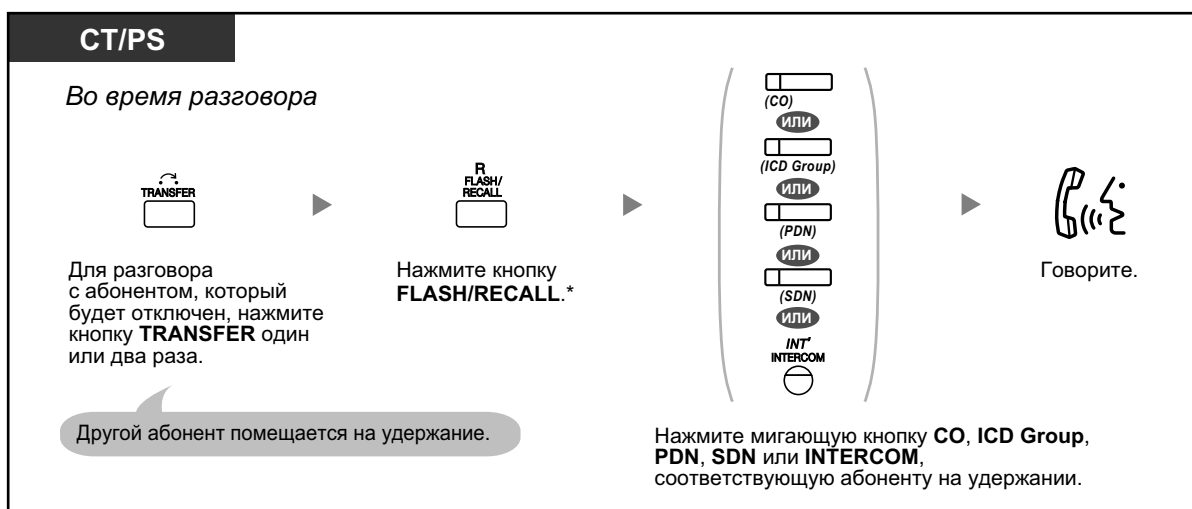 CT/PS
Во время разговора
TRANSFER
Для разговора
с абонентом, который
будет отключен, нажмите
кнопку TRANSFER один
или два раза.
Другой абонент помещается на удержание.
R
FLASH/
RECALL
Нажмите кнопку
FLASH/RECALL.*
(CO)
ИЛИ
(ICD Group)
ИЛИ
(PDN)
ИЛИ
(SDN)
ИЛИ
INT'
INTERCOM
Нажмите мигающую кнопку CO, ICD Group,
PDN, SDN или INTERCOM,
соответствующую абоненту на удержании.
Говорите.